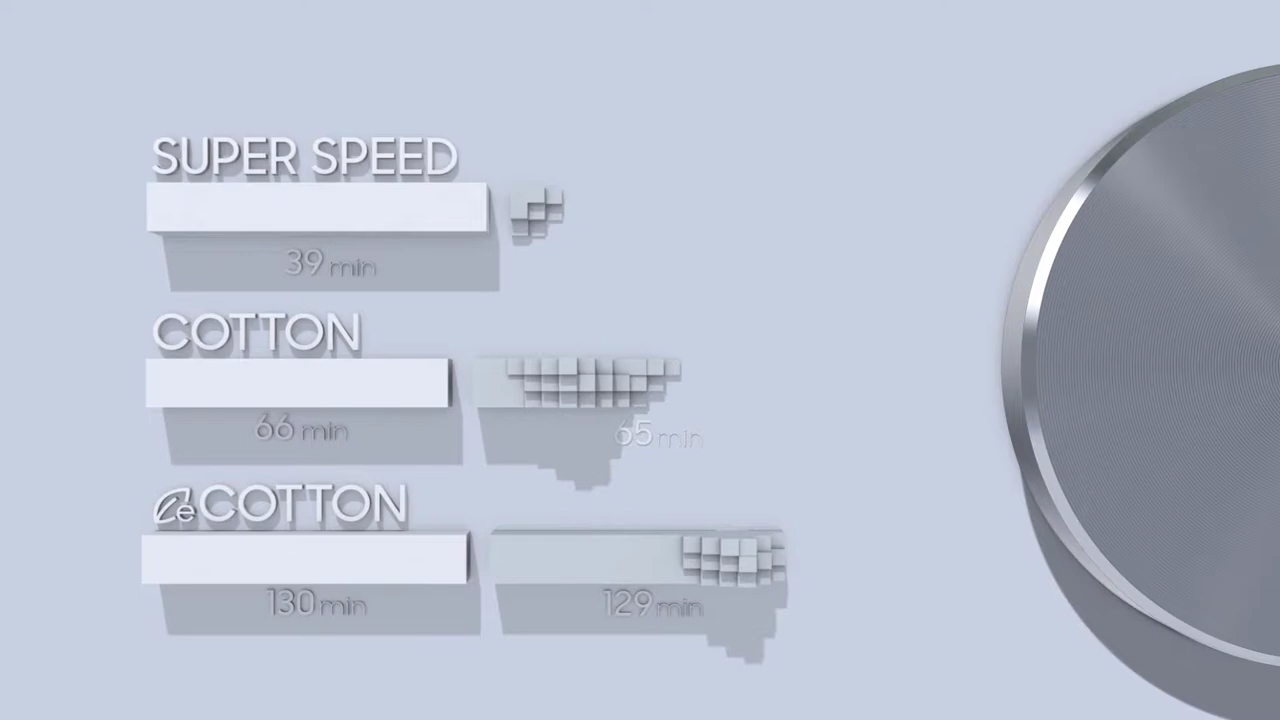 SUPER SPEED
39 min
COTTON
66 min 65 min
e COTTON
130 min 129 min